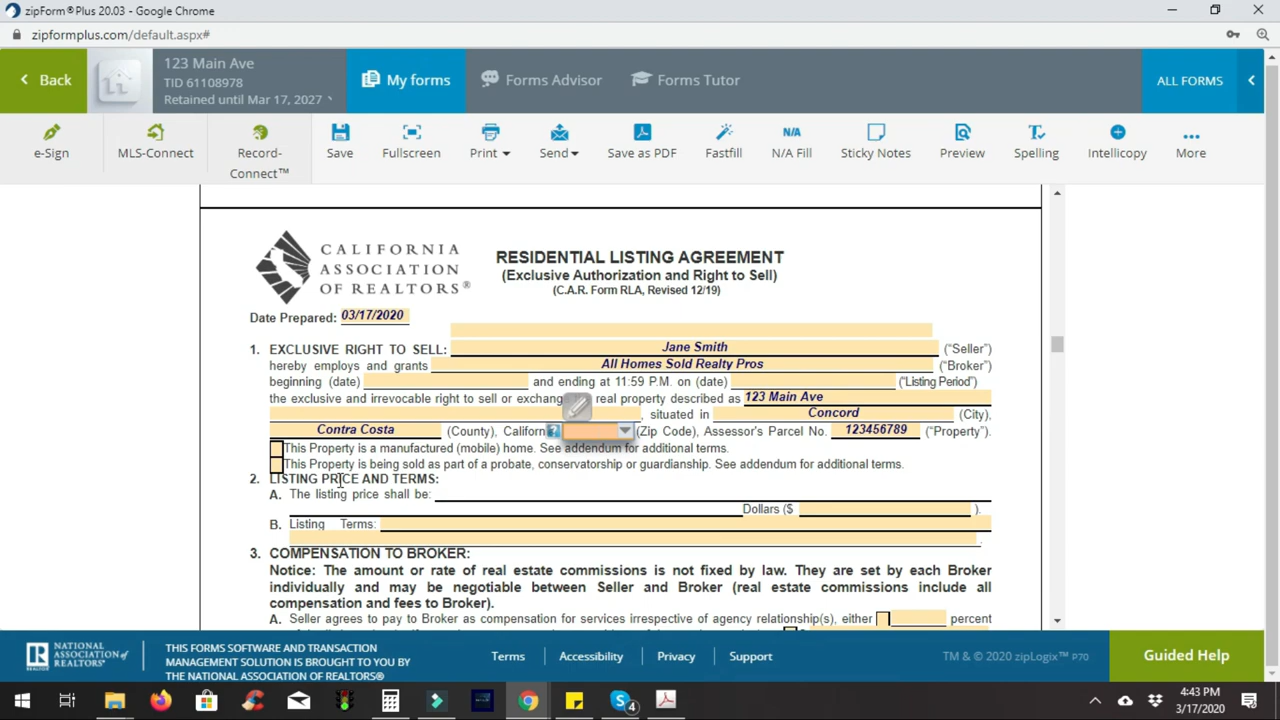 zipForm® Plus 20.03 - Google Chrome
zipformplus.com/default.aspx#
Back
123 Main Ave
TID 61108978
Retained until Mar 17, 2027
My forms
Forms Advisor
Forms Tutor
ALL FORMS
e-Sign
MLS-Connect
Record-Connect™
Save
Fullscreen
Print
Send
Save as PDF
Fastfill
N/A
N/A Fill
Sticky Notes
Preview
Spelling
Intellicopy
More
CALIFORNIA
ASSOCIATION
OF REALTORS®
RESIDENTIAL LISTING AGREEMENT
(Exclusive Authorization and Right to Sell)
(C.A.R. Form RLA, Revised 12/19)
Date Prepared: 03/17/2020
1. EXCLUSIVE RIGHT TO SELL: Jane Smith (“Seller”)
hereby employs and grants All Homes Sold Realty Pros (“Broker”)
beginning (date) and ending at 11:59 P.M. on (date) (“Listing Period”)
the exclusive and irrevocable right to sell or exchang real property described as 123 Main Ave
, situated in Concord (City),
Contra Costa (County), Californ (Zip Code), Assessor's Parcel No. 123456789 (“Property”).
This Property is a manufactured (mobile) home. See addendum for additional terms.
This Property is being sold as part of a probate, conservatorship or guardianship. See addendum for additional terms.
2. LISTING PRICE AND TERMS:
A. The listing price shall be:
Dollars ($ ).
B. Listing Terms:
.
3. COMPENSATION TO BROKER:
Notice: The amount or rate of real estate commissions is not fixed by law. They are set by each Broker
individually and may be negotiable between Seller and Broker (real estate commissions include all
compensation and fees to Broker).
A. Seller agrees to pay to Broker as compensation for services irrespective of agency relationship(s), either percent
NATIONAL
ASSOCIATION of
REALTORS®
THIS FORMS SOFTWARE AND TRANSACTION
MANAGEMENT SOLUTION IS BROUGHT TO YOU BY
THE NATIONAL ASSOCIATION OF REALTORS®
Terms
Accessibility
Privacy
Support
TM & © 2020 zipLogix™ P70
Guided Help
4
4:43 PM
3/17/2020